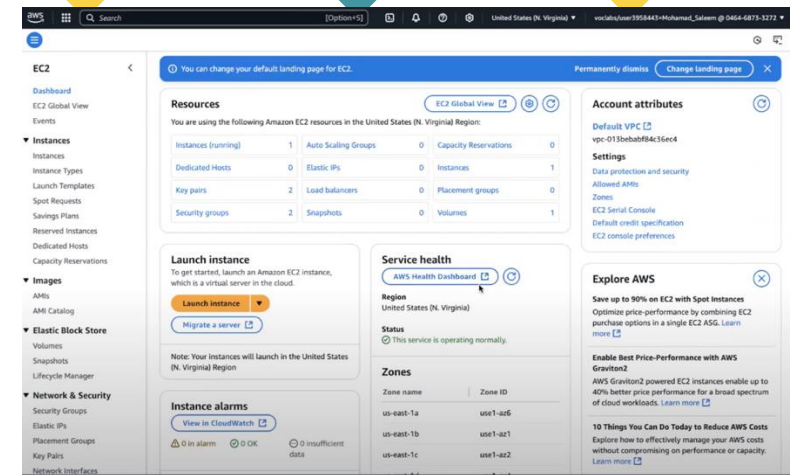 aws
Search
[Option+S]
United States (N. Virginia)
voclabs/user3958443=Mohamad_Saleem @ 0464-6873-3272
EC2
Dashboard
EC2 Global View
Events
Instances
Instances
Instance Types
Launch Templates
Spot Requests
Savings Plans
Reserved Instances
Dedicated Hosts
Capacity Reservations
Images
AMIs
AMI Catalog
Elastic Block Store
Volumes
Snapshots
Lifecycle Manager
Network & Security
Security Groups
Elastic IPs
Placement Groups
Key Pairs
Network Interfaces
You can change your default landing page for EC2.
Permanently dismiss
Change landing page
Resources
EC2 Global View
You are using the following Amazon EC2 resources in the United States (N. Virginia) Region:
Instances (running) 1 Auto Scaling Groups 0 Capacity Reservations 0
Dedicated Hosts 0 Elastic IPs 0 Instances 1
Key pairs 2 Load balancers 0 Placement groups 0
Security groups 2 Snapshots 0 Volumes 1
Launch instance
To get started, launch an Amazon EC2 instance,
which is a virtual server in the cloud.
Launch instance
Migrate a server
Note: Your instances will launch in the United States
(N. Virginia) Region
Instance alarms
View in CloudWatch
0 in alarm 0 OK 0 insufficient
data
Service health
AWS Health Dashboard
Region
United States (N. Virginia)
Status
This service is operating normally.
Zones
Zone name Zone ID
us-east-1a use1-az6
us-east-1b use1-az1
us-east-1c use1-az2
Account attributes
Default VPC
vpc-013bebabf84c36ec4
Settings
Data protection and security
Allowed AMIs
Zones
EC2 Serial Console
Default credit specification
EC2 console preferences
Explore AWS
Save up to 90% on EC2 with Spot Instances
Optimize price-performance by combining EC2
purchase options in a single EC2 ASG. Learn
more
Enable Best Price-Performance with AWS
Graviton2
AWS Graviton2 powered EC2 instances enable up to
40% better price performance for a broad spectrum
of cloud workloads. Learn more
10 Things You Can Do Today to Reduce AWS Costs
Explore how to effectively manage your AWS costs
without compromising on performance or capacity.
Learn more